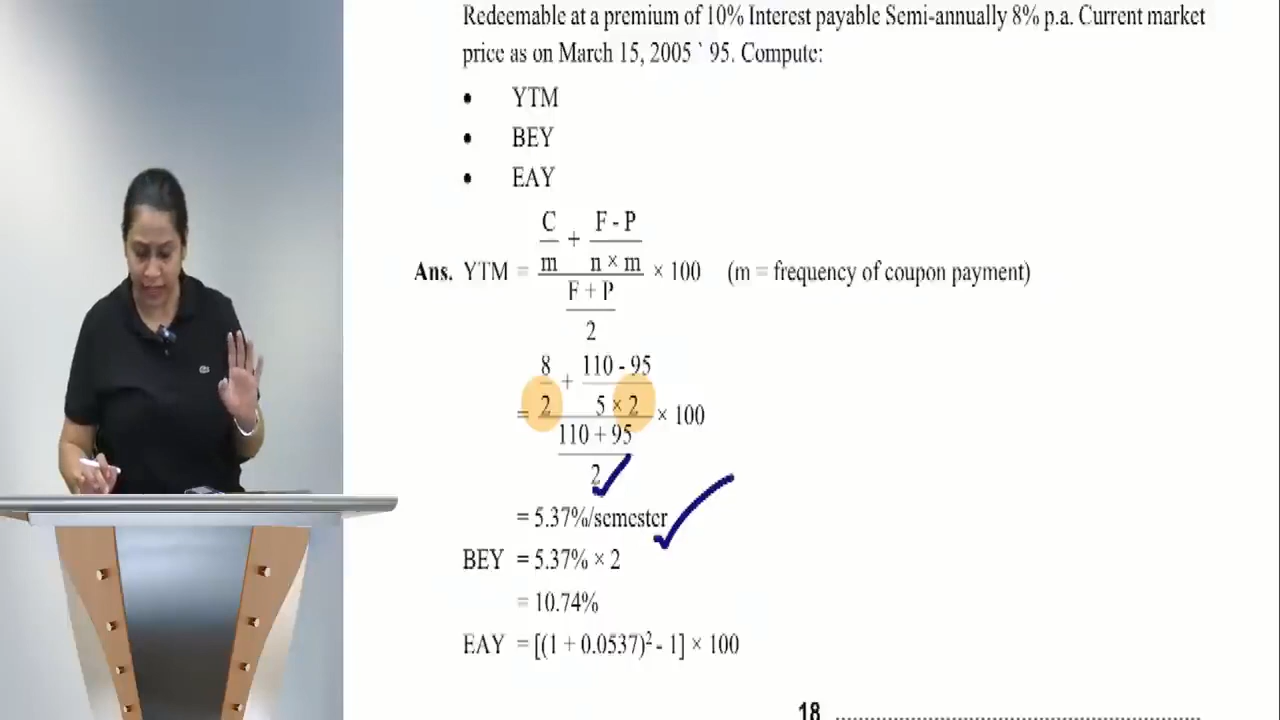 Redeemable at a premium of 10% Interest payable Semi-annually 8% p.a. Current market
price as on March 15, 2005 ` 95. Compute:
• YTM
• BEY
• EAY
Ans. YTM = (C/m + (F - P)/(n × m)) / ((F + P)/2) × 100 (m = frequency of coupon payment)
= (8/2 + (110 - 95)/(5 × 2)) / ((110 + 95)/2) × 100
= 5.37%/semester
BEY = 5.37% × 2
= 10.74%
EAY = [(1 + 0.0537)² - 1] × 100
18 ........................................................